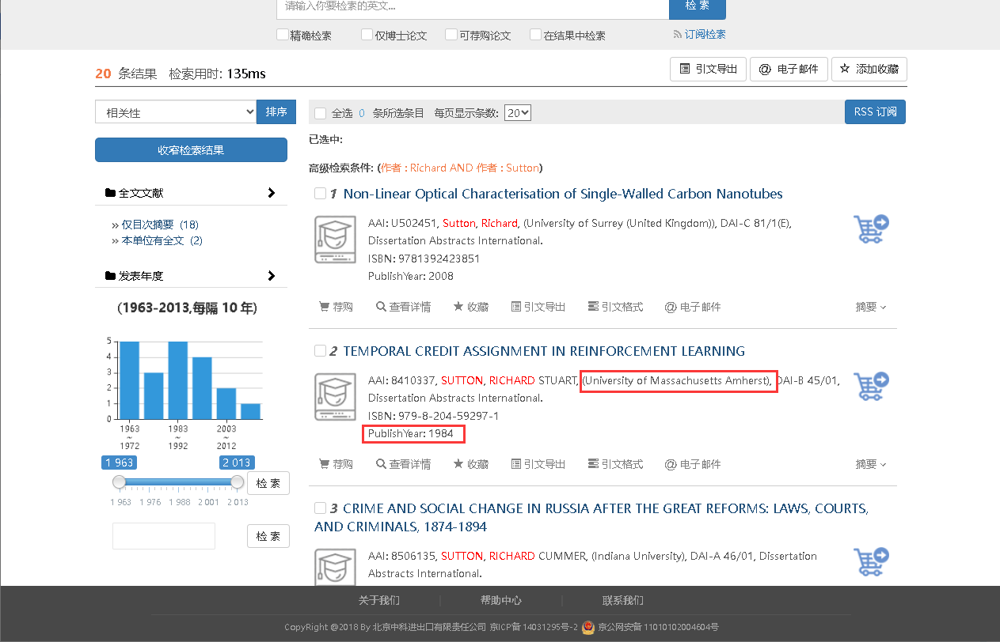 请输入你要检索的英文...
检 索
精确检索 仅博士论文 可荐购论文 在结果中检索 订阅检索
20 条结果 检索用时: 135ms
引文导出 @ 电子邮件 添加收藏
相关性 排序
全选 0 条所选条目 每页显示条数: 20 RSS 订阅
收窄检索结果
已选中:
高级检索条件: (作者 : Richard AND 作者 : Sutton)
全文文献
» 仅目次摘要 (18)
» 本单位有全文 (2)
发表年度
(1963-2013,每隔 10 年)
5
4
3
2
1
0
1963 ~ 1972
1983 ~ 1992
2003 ~ 2012
1 963 2 013
检 索
1 963 1 976 1 988 2 001 2 013
检 索
1 Non-Linear Optical Characterisation of Single-Walled Carbon Nanotubes
AAI: U502451, Sutton, Richard, (University of Surrey (United Kingdom)), DAI-C 81/1(E),
Dissertation Abstracts International.
ISBN: 9781392423851
PublishYear: 2008
荐购 查看详情 收藏 引文导出 引文格式 @ 电子邮件 摘要
2 TEMPORAL CREDIT ASSIGNMENT IN REINFORCEMENT LEARNING
AAI: 8410337, SUTTON, RICHARD STUART, (University of Massachusetts Amherst), DAI-B 45/01,
Dissertation Abstracts International.
ISBN: 979-8-204-59297-1
PublishYear: 1984
荐购 查看详情 收藏 引文导出 引文格式 @ 电子邮件 摘要
3 CRIME AND SOCIAL CHANGE IN RUSSIA AFTER THE GREAT REFORMS: LAWS, COURTS,
AND CRIMINALS, 1874-1894
AAI: 8506135, SUTTON, RICHARD CUMMER, (Indiana University), DAI-A 46/01, Dissertation
Abstracts International.
关于我们 | 帮助中心 | 联系我们
CopyRight @2018 By 北京中科进出口有限责任公司 京ICP备14031295号-2 京公网安备 11010102004604号